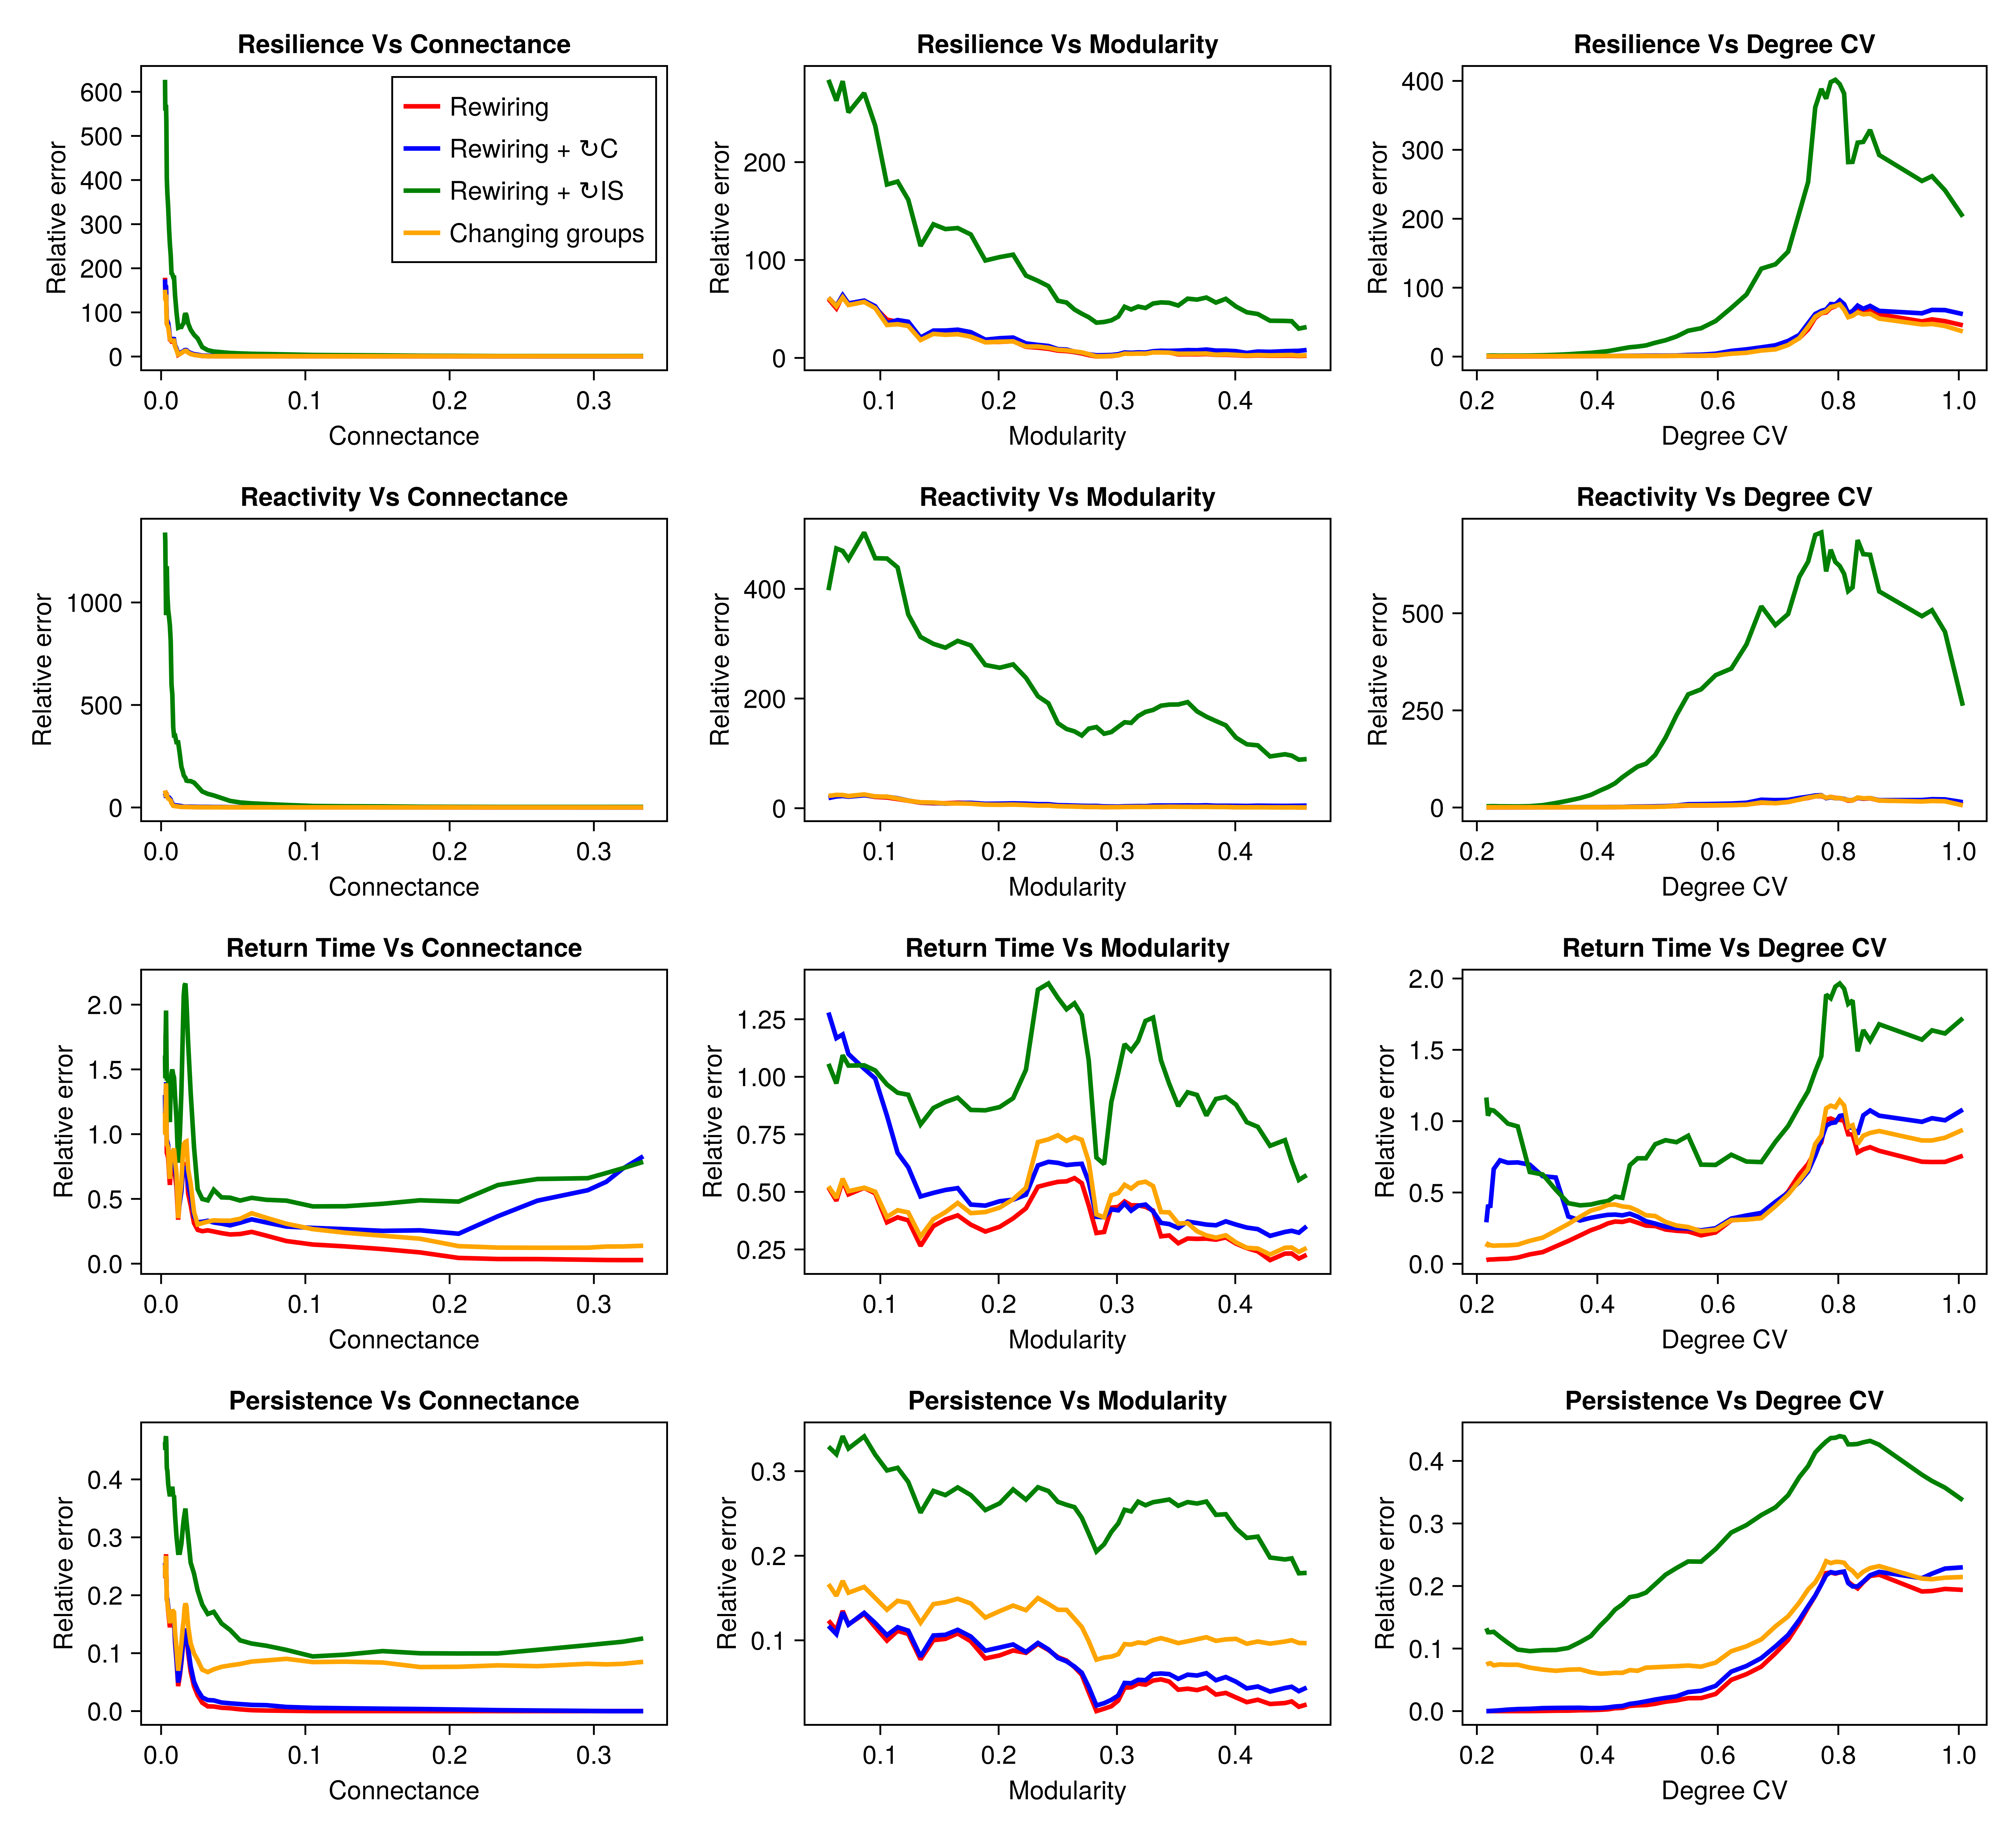 Resilience Vs Connectance
Relative error
600
500
400
300
200
100
0
Rewiring
Rewiring + ↻C
Rewiring + ↻IS
Changing groups
0.0 0.1 0.2 0.3
Connectance
Resilience Vs Modularity
Relative error
200
100
0
0.1 0.2 0.3 0.4
Modularity
Resilience Vs Degree CV
Relative error
400
300
200
100
0
0.2 0.4 0.6 0.8 1.0
Degree CV
Reactivity Vs Connectance
Relative error
1000
500
0
0.0 0.1 0.2 0.3
Connectance
Reactivity Vs Modularity
Relative error
400
200
0
0.1 0.2 0.3 0.4
Modularity
Reactivity Vs Degree CV
Relative error
500
250
0
0.2 0.4 0.6 0.8 1.0
Degree CV
Return Time Vs Connectance
Relative error
2.0
1.5
1.0
0.5
0.0
0.0 0.1 0.2 0.3
Connectance
Return Time Vs Modularity
Relative error
1.25
1.00
0.75
0.50
0.25
0.1 0.2 0.3 0.4
Modularity
Return Time Vs Degree CV
Relative error
2.0
1.5
1.0
0.5
0.0
0.2 0.4 0.6 0.8 1.0
Degree CV
Persistence Vs Connectance
Relative error
0.4
0.3
0.2
0.1
0.0
0.0 0.1 0.2 0.3
Connectance
Persistence Vs Modularity
Relative error
0.3
0.2
0.1
0.1 0.2 0.3 0.4
Modularity
Persistence Vs Degree CV
Relative error
0.4
0.3
0.2
0.1
0.0
0.2 0.4 0.6 0.8 1.0
Degree CV